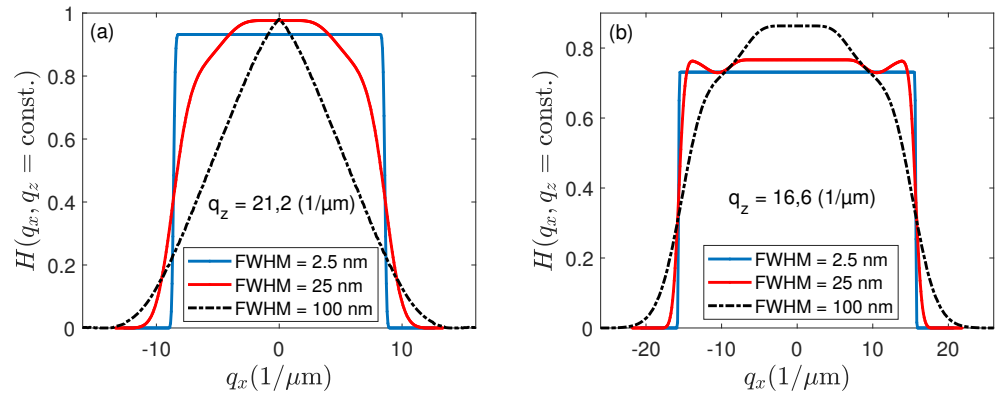 (a)
H(q_x, q_z = const.)
1
0.8
0.6
0.4
0.2
0
q_z = 21,2 (1/μm)
FWHM = 2.5 nm
FWHM = 25 nm
FWHM = 100 nm
-10 0 10
q_x(1/μm)
(b)
H(q_x, q_z = const.)
0.8
0.6
0.4
0.2
0
q_z = 16,6 (1/μm)
FWHM = 2.5 nm
FWHM = 25 nm
FWHM = 100 nm
-20 -10 0 10 20
q_x(1/μm)